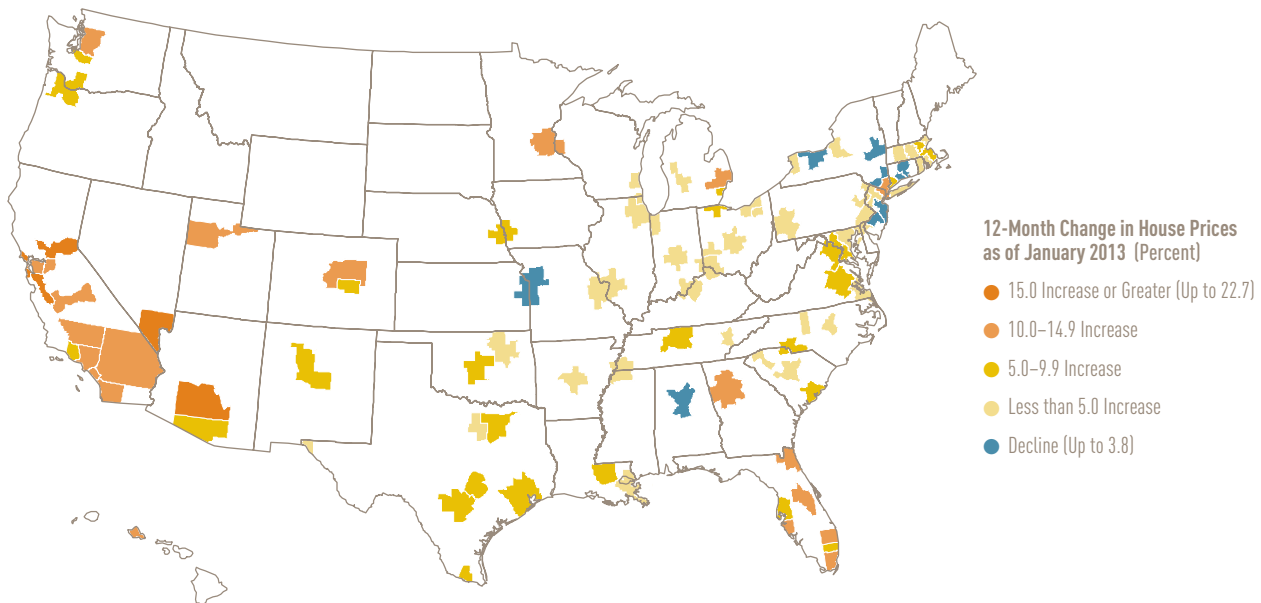 12-Month Change in House Prices
as of January 2013 (Percent)
15.0 Increase or Greater (Up to 22.7)
10.0–14.9 Increase
5.0–9.9 Increase
Less than 5.0 Increase
Decline (Up to 3.8)